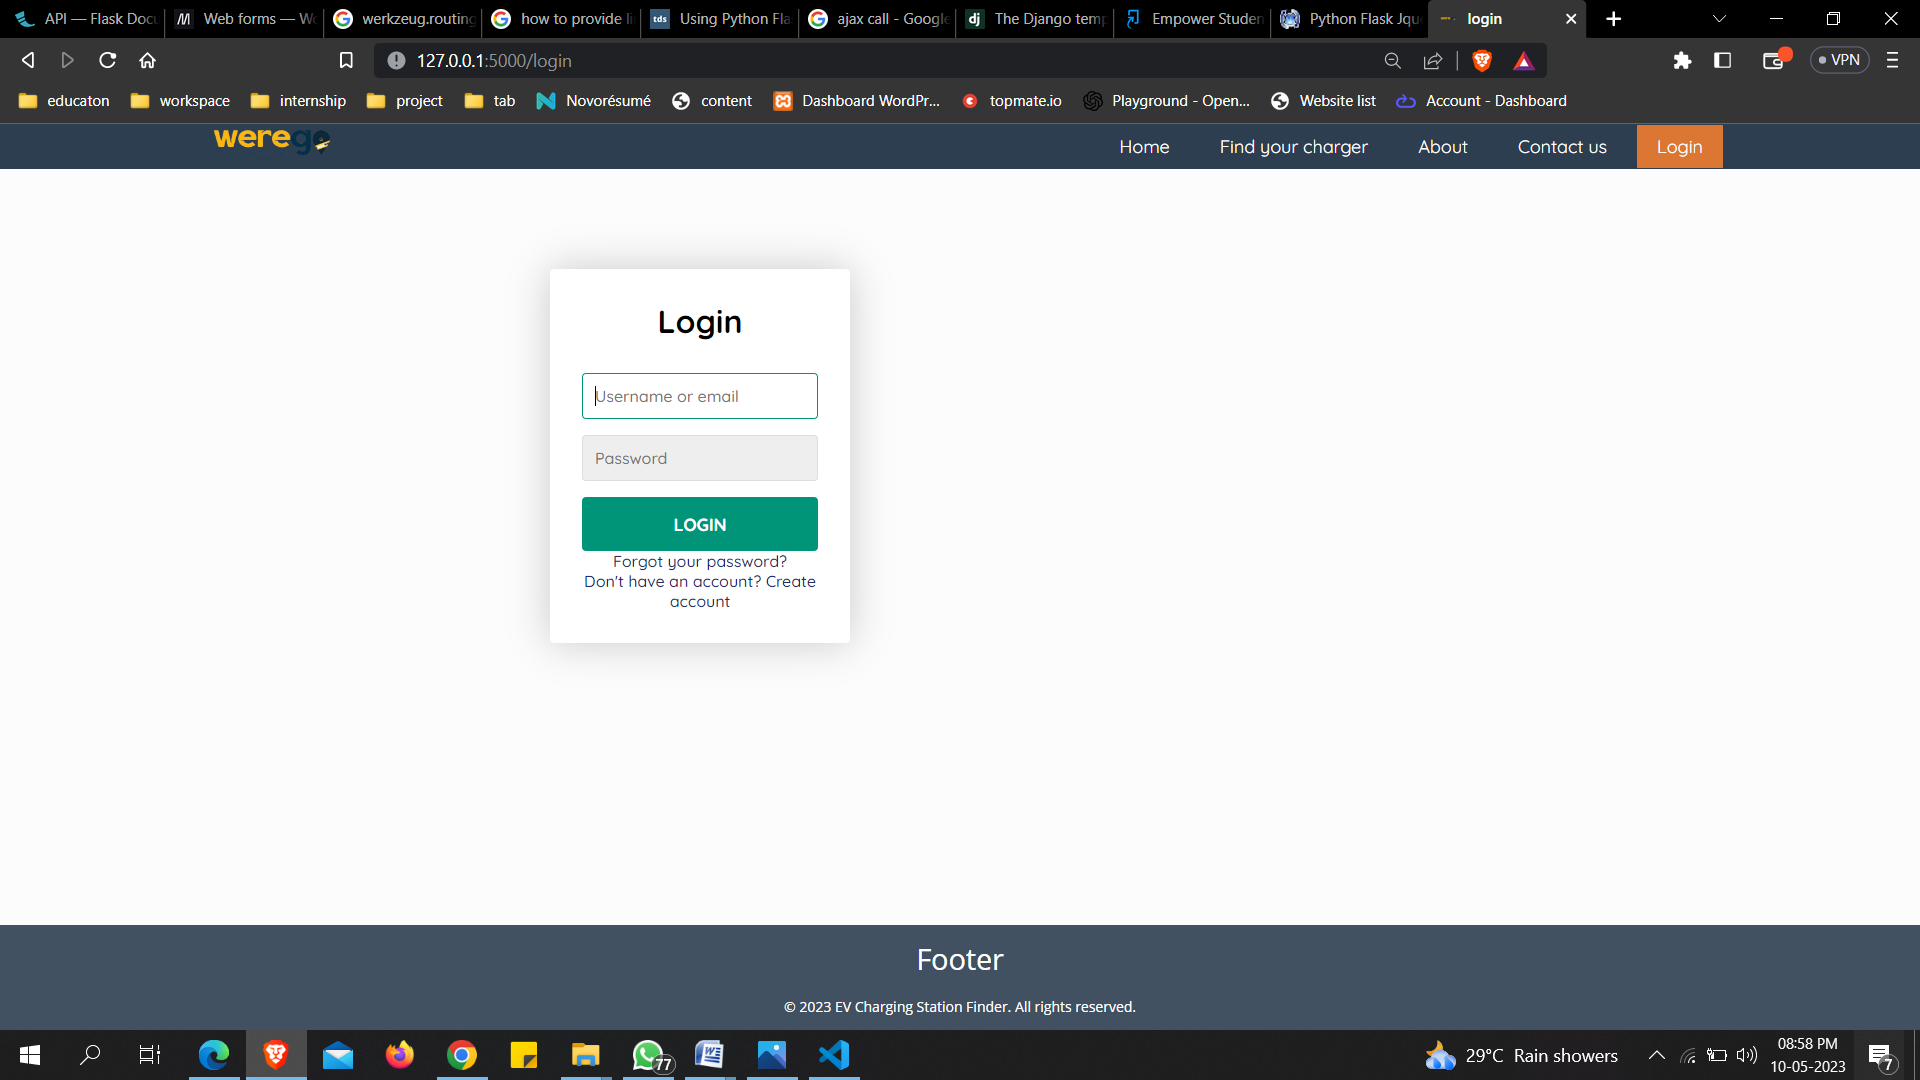 API — Flask Docu
Web forms — Wo
werkzeug.routing
how to provide li
Using Python Fla
ajax call - Google
The Django temp
Empower Studen
Python Flask Jqu
login
127.0.0.1:5000/login
VPN
educaton
workspace
internship
project
tab
Novorésumé
content
Dashboard WordPr...
topmate.io
Playground - Open...
Website list
Account - Dashboard
werego
Home
Find your charger
About
Contact us
Login
Login
Username or email
Password
LOGIN
Forgot your password?
Don't have an account? Create
account
Footer
© 2023 EV Charging Station Finder. All rights reserved.
77
29°C Rain showers
08:58 PM
10-05-2023
7